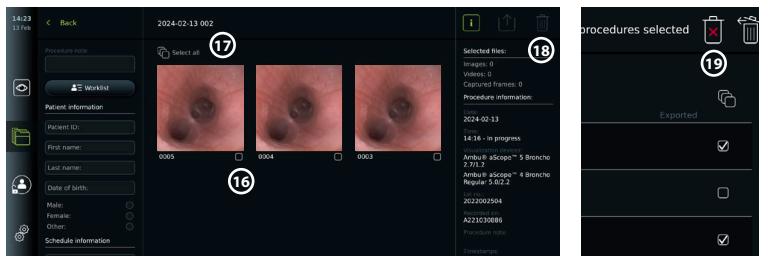 14:23
13 Feb
Back
Procedure note:
Worklist
Patient information
Patient ID:
First name:
Last name:
Date of birth:
Male:
Female:
Other:
Schedule information
2024-02-13 002
Select all
17
0005
0004
0003
16
i
18
Selected files:
Images: 0
Videos: 0
Captured frames: 0
Procedure information:
Date:
2024-02-13
Time:
14:16 - In progress
Visualization devices:
Ambu® aScope™ 5 Broncho
2.7/1.2
Ambu® aScope™ 4 Broncho
Regular 5.0/2.2
Lot no.:
2022002504
Recorded on:
A221030886
Procedure note:
Timestamps:
procedures selected
19
Exported